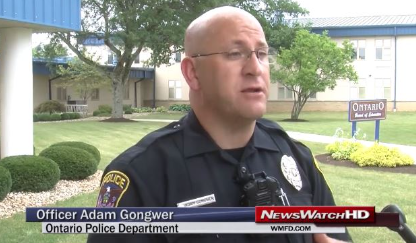 ONTARIO
Board of Education
Officer Adam Gongwer
NEWSWATCHHD
Ontario Police Department
WMFD.COM